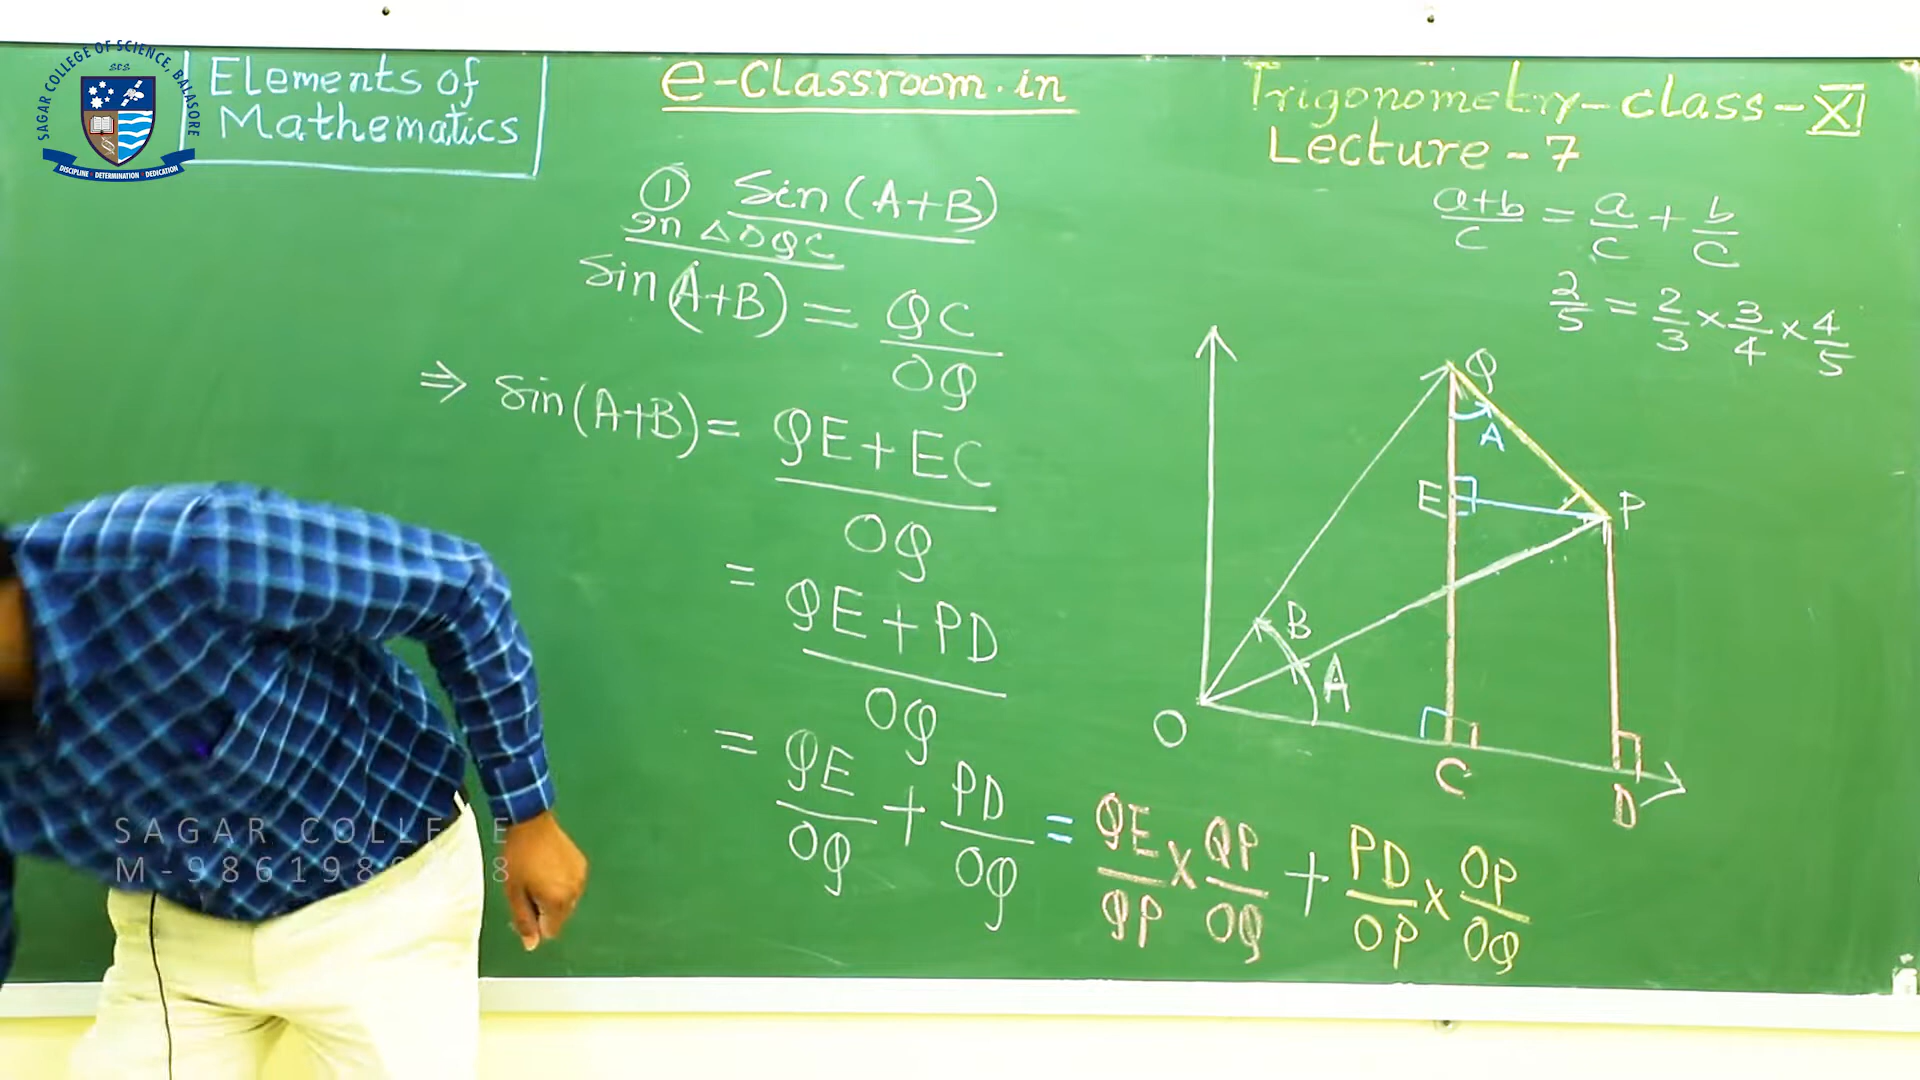 SAGAR COLLEGE OF SCIENCE, BALASORE
SCS
DISCIPLINE DETERMINATION DEDICATION
Elements of
Mathematics
e-Classroom.in
Trigonometry-class-XI
Lecture-7
① Sin(A+B)
In △OQC
Sin(A+B) = QC/OQ
⇒ Sin(A+B) = QE+EC/OQ
= QE+PD/OQ
= QE/OQ + PD/OQ = QE/QP × QP/OQ + PD/OP × OP/OQ
a+b/c = a/c + b/c
2/5 = 2/3 × 3/4 × 4/5
Q
A
E
P
B
A
O
C
D
SAGAR COLLE E